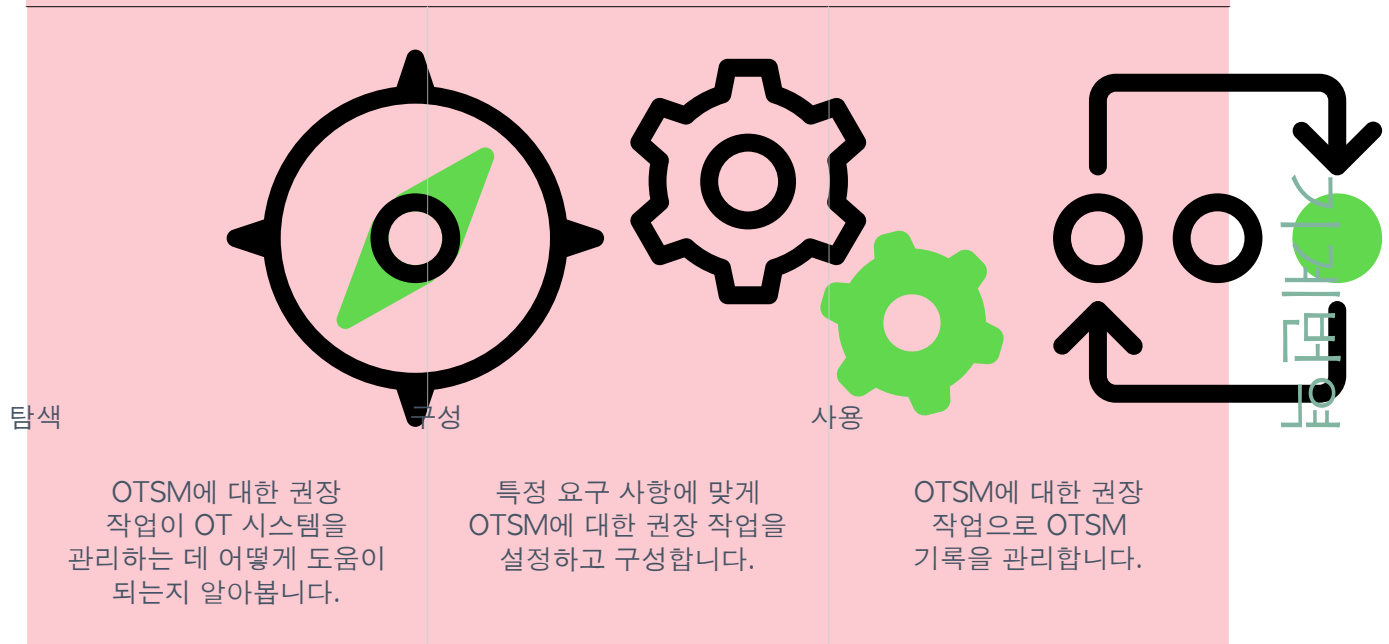 탐색
구성
사용
OTSM에 대한 권장
작업이 OT 시스템을
관리하는 데 어떻게 도움이
되는지 알아봅니다.
특정 요구 사항에 맞게
OTSM에 대한 권장 작업을
설정하고 구성합니다.
OTSM에 대한 권장
작업으로 OTSM
기록을 관리합니다.
기계번역